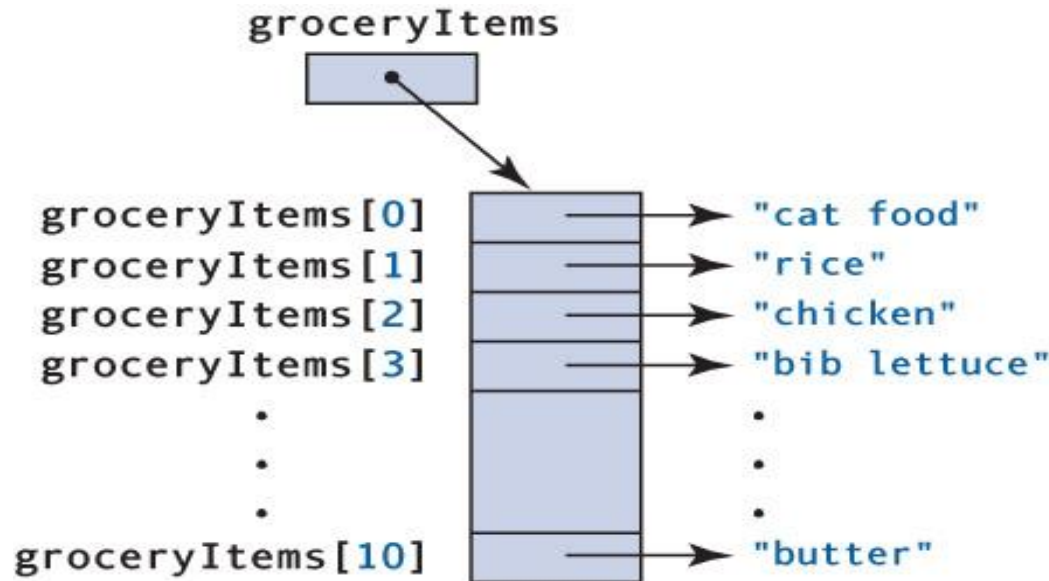 groceryItems
groceryItems[0] "cat food"
groceryItems[1] "rice"
groceryItems[2] "chicken"
groceryItems[3] "bib lettuce"
groceryItems[10] "butter"